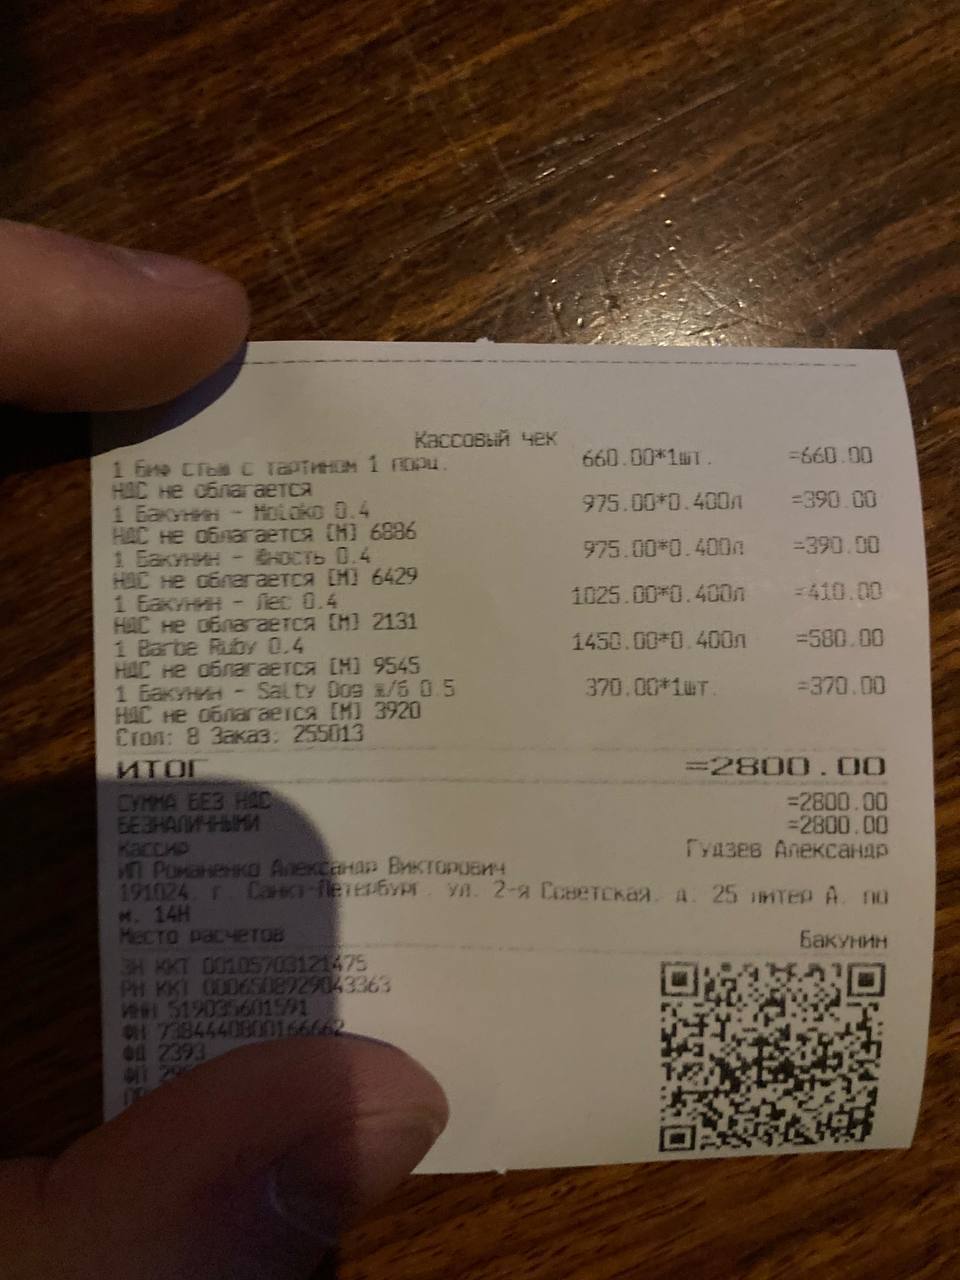 Кассовый чек
1 Биф стейк с тартином 1 порц. 660.00*1шт. =660.00
НДС не облагается
1 Бакунин - MoLoko 0.4 975.00*0.400л =390.00
НДС не облагается [М] 6886
1 Бакунин - Юность 0.4 975.00*0.400л =390.00
НДС не облагается [М] 6429
1 Бакунин - Лес 0.4 1025.00*0.400л =410.00
НДС не облагается [М] 2131
1 Barbe Ruby 0.4 1450.00*0.400л =580.00
НДС не облагается [М] 9545
1 Бакунин - Salty Dog ж/б 0.5 370.00*1шт. =370.00
НДС не облагается [М] 3920
Стол: 8 Заказ: 255013
ИТОГ =2800.00
СУММА БЕЗ НДС =2800.00
БЕЗНАЛИЧНЫМИ =2800.00
Кассир Гудзев Александр
ИП Романенко Александр Викторович
191024, г. Санкт-Петербург, ул. 2-я Советская, д. 25 литер А, по
м. 14Н
Место расчетов Бакунин
ЗН ККТ 00105703121475
РН ККТ 0006508929043363
ИНН 519035601591
ФН 7384440800166662
ФД 2393
ФП